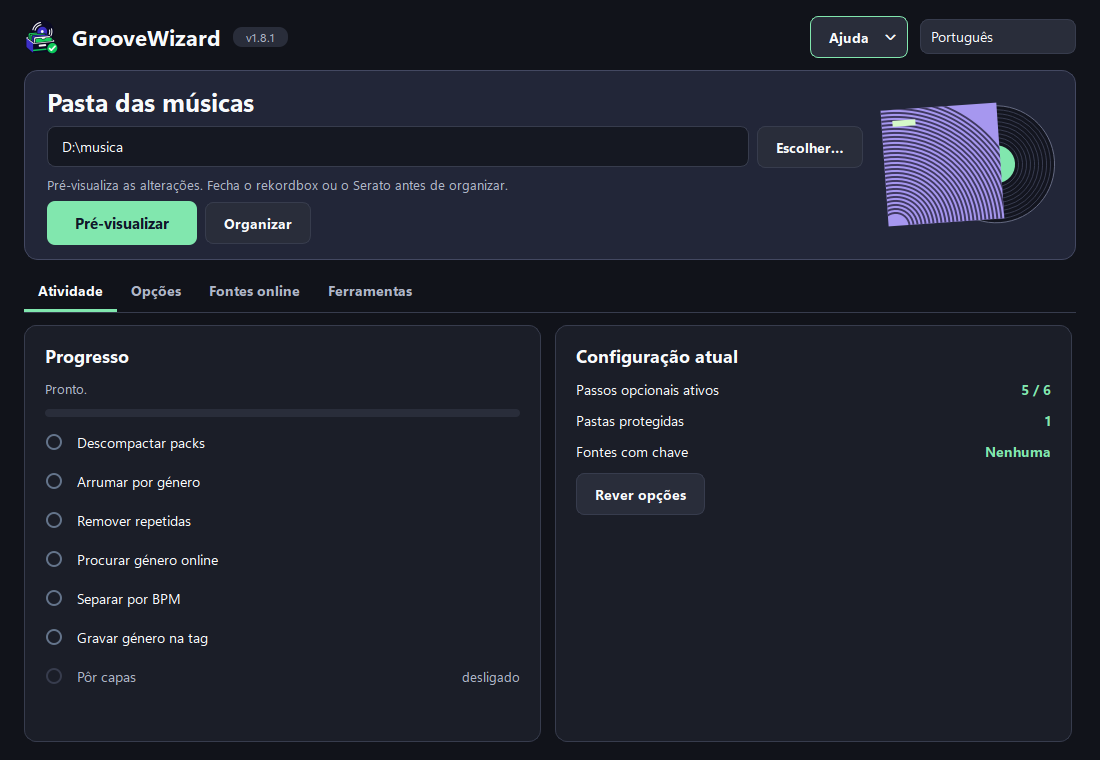 GrooveWizard
v1.8.1
Ajuda
Português
Pasta das músicas
D:\musica
Escolher...
Pré-visualiza as alterações. Fecha o rekordbox ou o Serato antes de organizar.
Pré-visualizar
Organizar
Atividade
Opções
Fontes online
Ferramentas
Progresso
Pronto.
Descompactar packs
Arrumar por género
Remover repetidas
Procurar género online
Separar por BPM
Gravar género na tag
Pôr capas
desligado
Configuração atual
Passos opcionais ativos
5 / 6
Pastas protegidas
1
Fontes com chave
Nenhuma
Rever opções